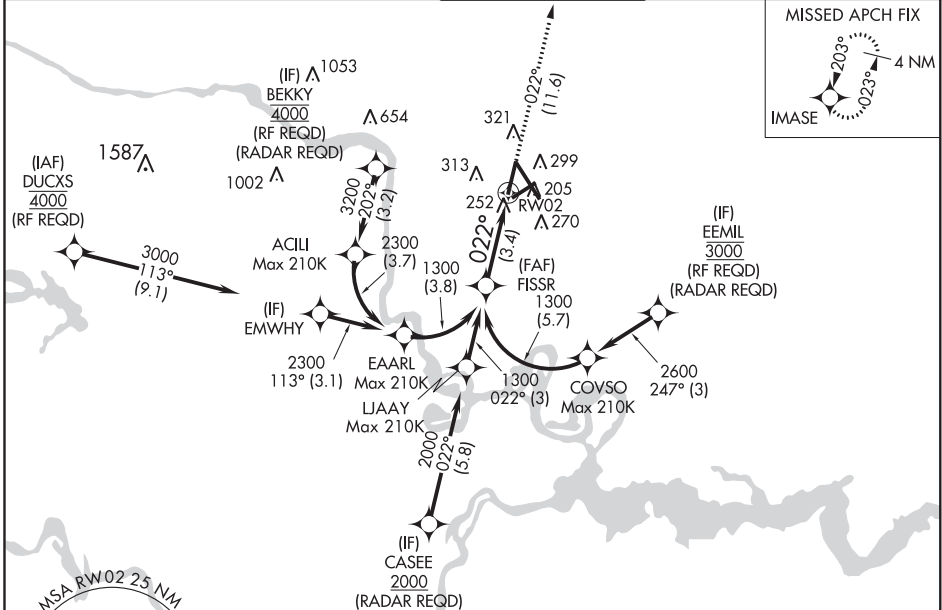 MISSED APCH FIX
203°
4 NM
023°
IMASE
022°
(11.6)
(IF)
BEKKY
4000
(RF REQD)
(RADAR REQD)
1053
654
1587
1002
321
313
299
252
205
RW02
270
(IAF)
DUCXS
4000
(RF REQD)
3200
202°
(3.2)
3000
113°
(9.1)
ACILI
Max 210K
2300
(3.7)
1300
(3.8)
022°
(3.4)
(FAF)
FISSR
1300
(5.7)
(IF)
EEMIL
3000
(RF REQD)
(RADAR REQD)
(IF)
EMWHY
2300
113° (3.1)
EAARL
Max 210K
LJAAY
Max 210K
1300
022° (3)
COVSO
Max 210K
2600
247° (3)
2000
022°
(5.8)
(IF)
CASEE
2000
(RADAR REQD)
MSA RW02 25 NM